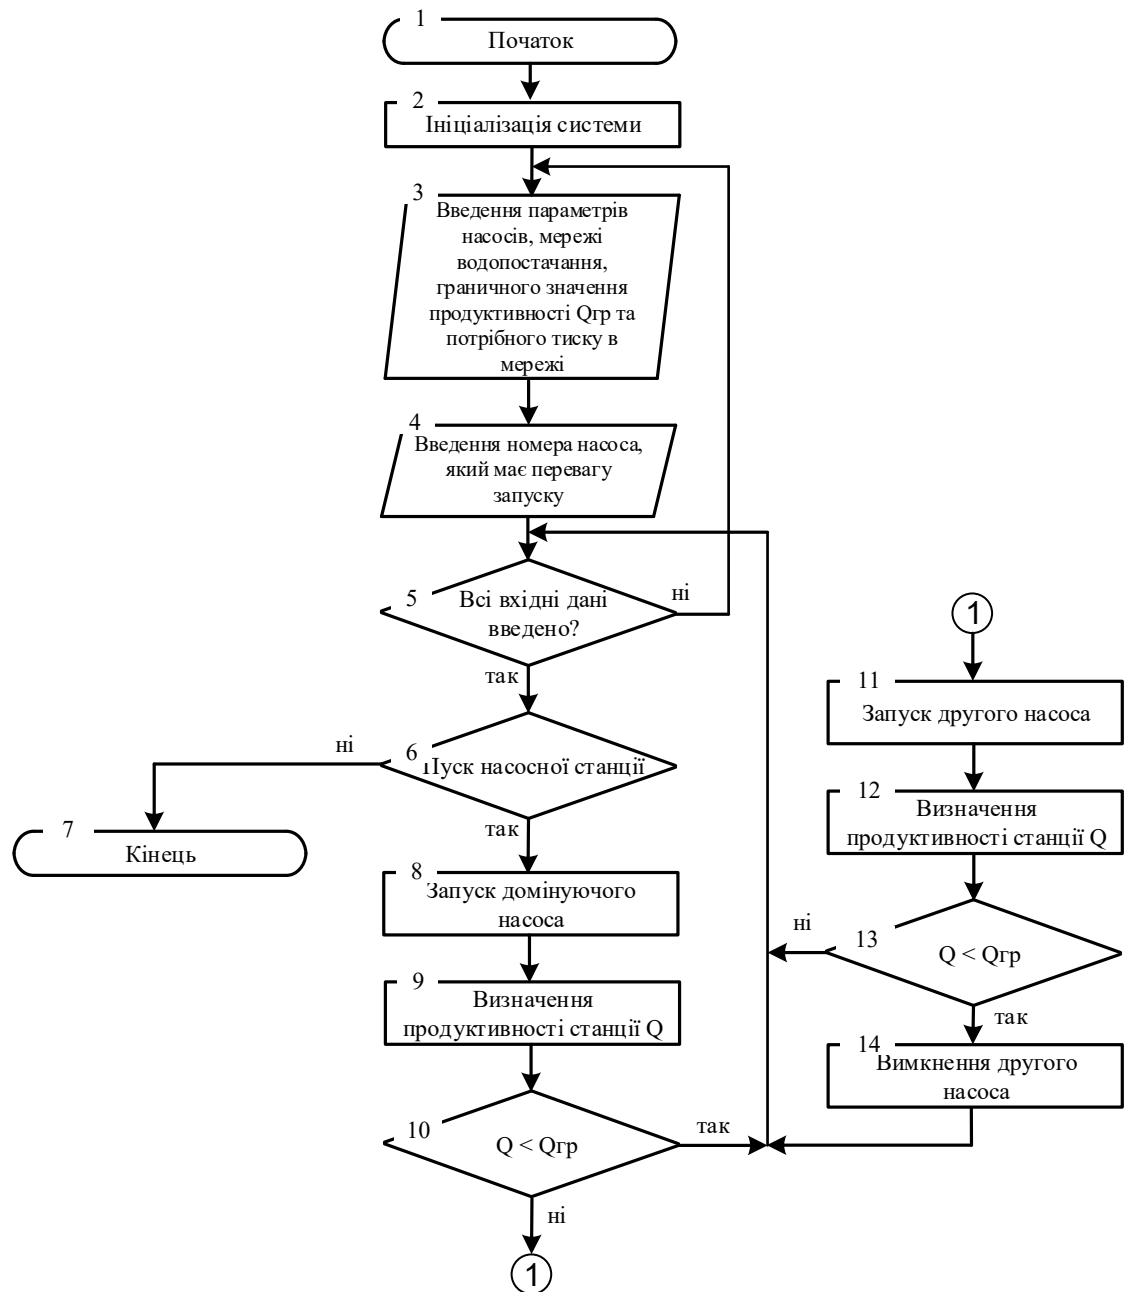 1
Початок
2
Ініціалізація системи
3
Введення параметрів
насосів, мережі
водопостачання,
граничного значення
продуктивності Qгр та
потрібного тиску в
мережі
4
Введення номера насоса,
який має перевагу
запуску
5
Всі вхідні дані
введено?
ні
так
6
Пуск насосної станції
ні
так
7
Кінець
8
Запуск домінуючого
насоса
9
Визначення
продуктивності станції Q
10
Q < Qгр
так
ні
1
1
11
Запуск другого насоса
12
Визначення
продуктивності станції Q
13
Q < Qгр
ні
так
14
Вимкнення другого
насоса